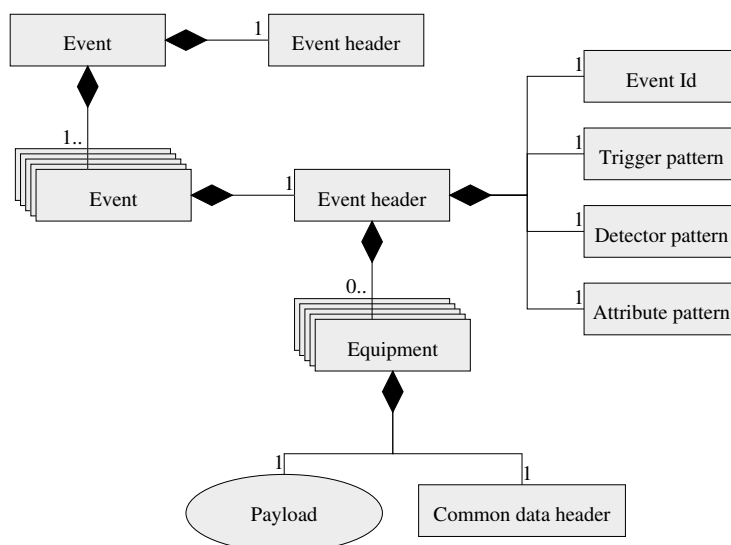 Event
1
Event header
1
Event Id
1..
1
Trigger pattern
Event
1
Event header
1
Detector pattern
0..
1
Attribute pattern
Equipment
1
1
Payload
Common data header